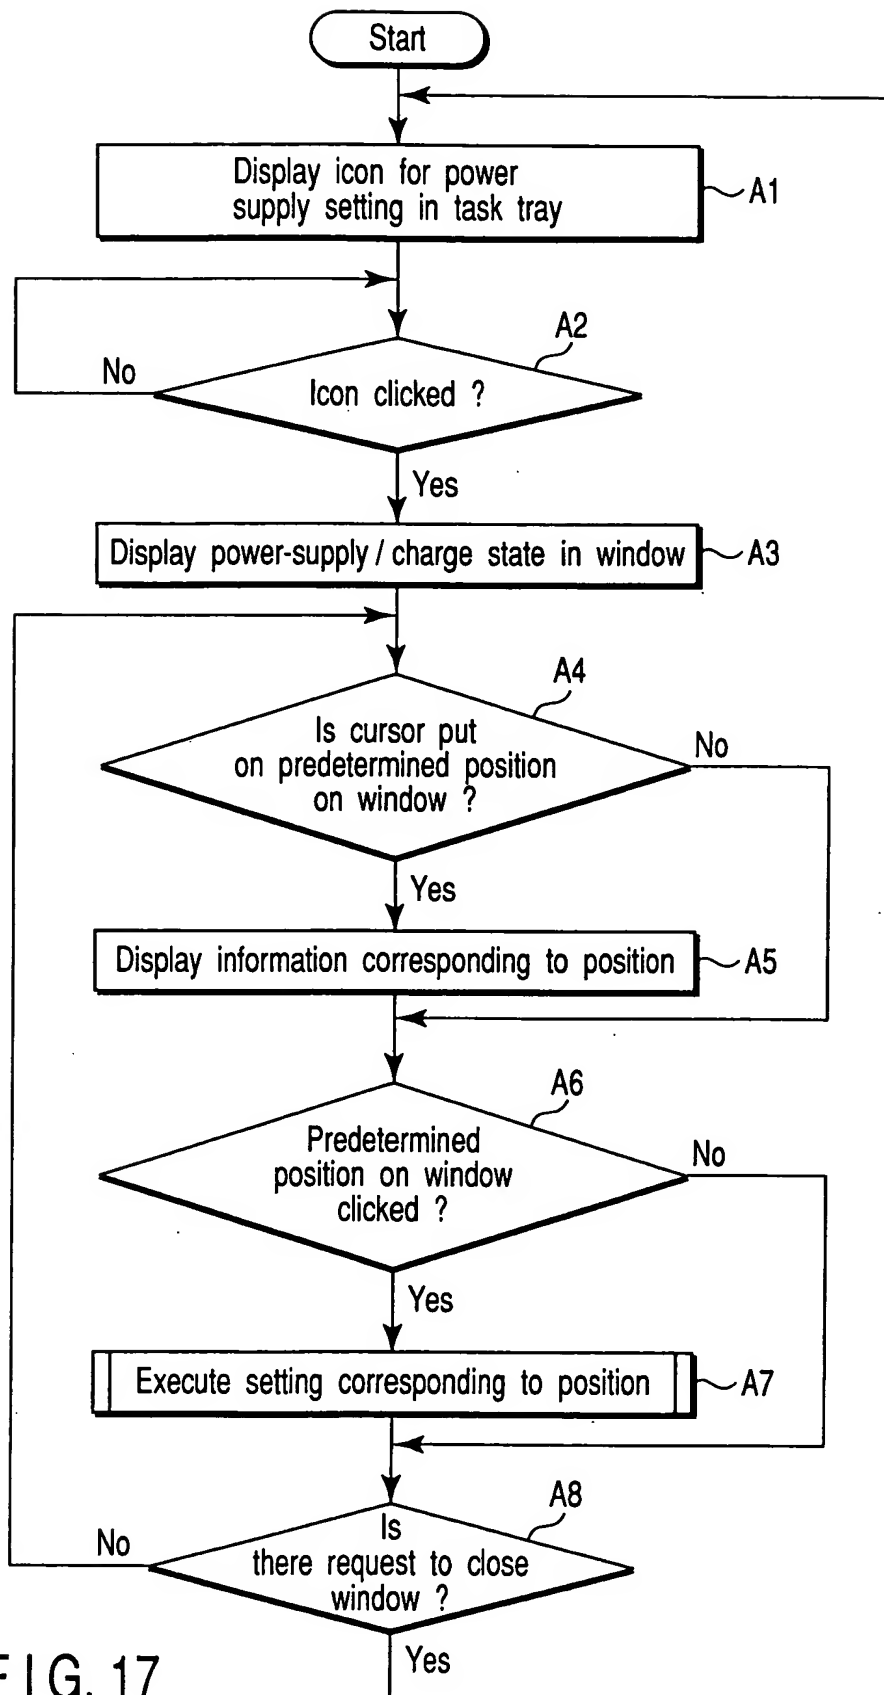 Start
Display icon for power
supply setting in task tray
A1
A2
No
Icon clicked ?
Yes
Display power-supply / charge state in window
A3
A4
Is cursor put
on predetermined position
on window ?
No
Yes
Display information corresponding to position
A5
A6
Predetermined
position on window
clicked ?
No
Yes
Execute setting corresponding to position
A7
A8
No
Is
there request to close
window ?
Yes
FIG. 17